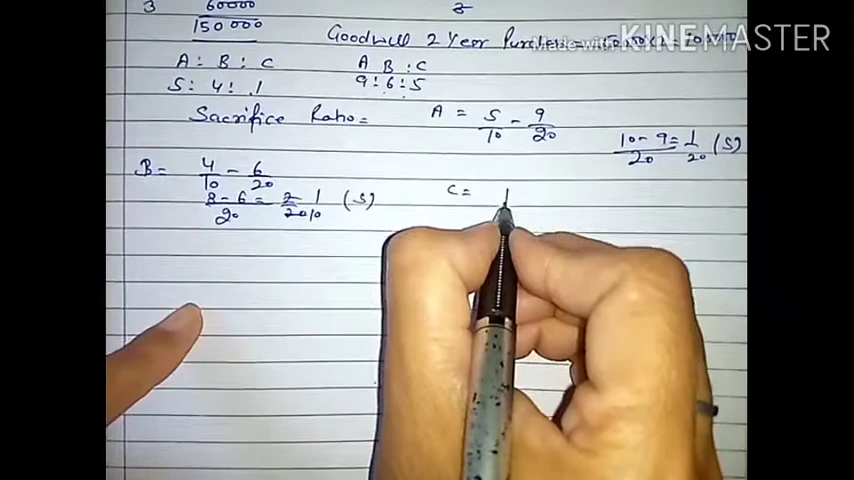 3 60000 z
150000
Goodwill 2 Year
Made with KINEMASTER
A : B : C A B : C
5 : 4 : 1 9 : 6 : 5
Sacrifice Ratio = A = 5/10 - 9/20 10 - 9/20 = 1/20 (S)
B = 4/10 - 6/20
8 - 6/20 = 2/20 - 1/10 (S) C = 1